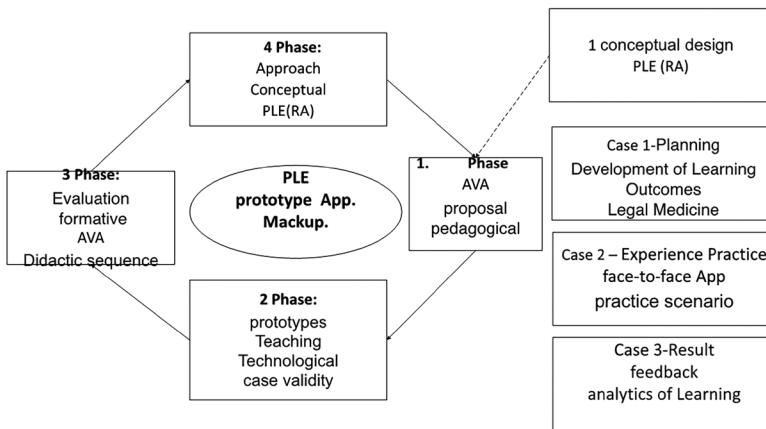 4 Phase:
Approach
Conceptual
PLE(RA)
1 conceptual design
PLE (RA)
3 Phase:
Evaluation
formative
AVA
Didactic sequence
PLE
prototype App.
Mackup.
1. Phase
AVA
proposal
pedagogical
2 Phase:
prototypes
Teaching
Technological
case validity
Case 1-Planning
Development of Learning
Outcomes
Legal Medicine
Case 2 – Experience Practice
face-to-face App
practice scenario
Case 3-Result
feedback
analytics of Learning